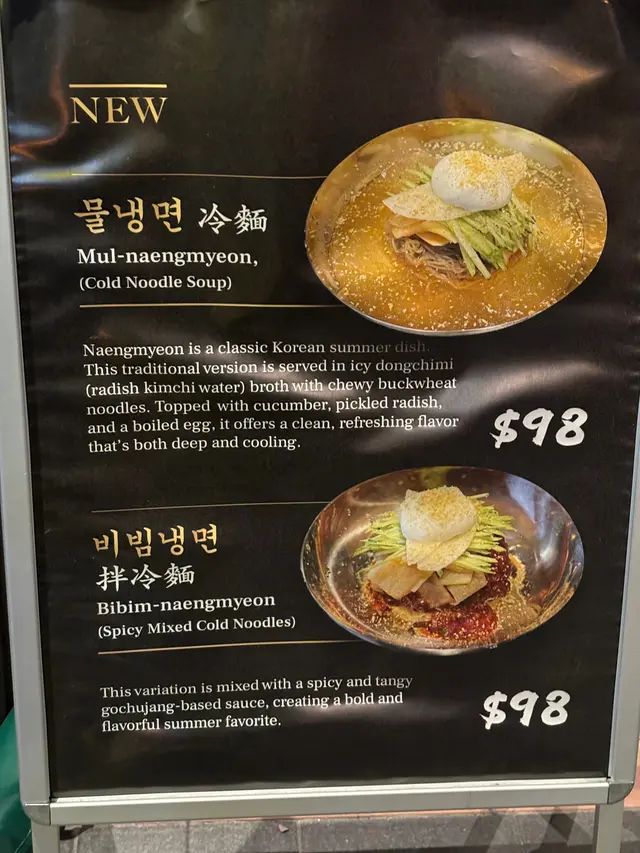 NEW
물냉면 冷麵
Mul-naengmyeon,
(Cold Noodle Soup)
Naengmyeon is a classic Korean summer dish.
This traditional version is served in icy dongchimi
(radish kimchi water) broth with chewy buckwheat
noodles. Topped with cucumber, pickled radish,
and a boiled egg, it offers a clean, refreshing flavor
that's both deep and cooling.
$98
비빔냉면
拌冷麵
Bibim-naengmyeon
(Spicy Mixed Cold Noodles)
This variation is mixed with a spicy and tangy
gochujang-based sauce, creating a bold and
flavorful summer favorite.
$98